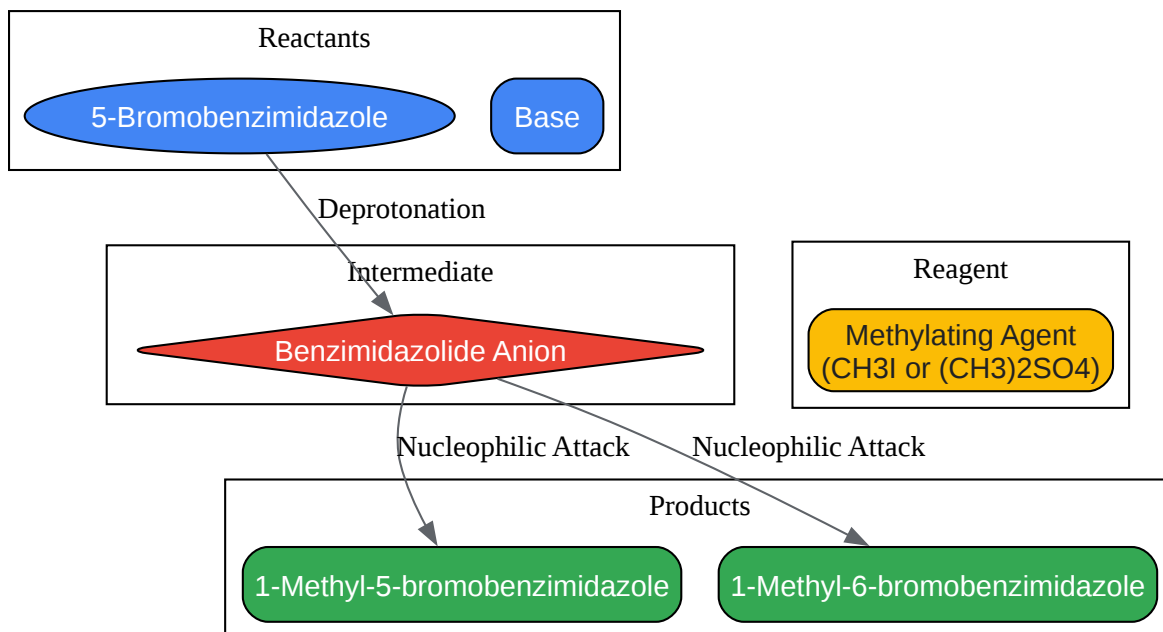 Reactants
5-Bromobenzimidazole
Base
Deprotonation
Intermediate
Benzimidazolide Anion
Reagent
Methylating Agent
(CH3I or (CH3)2SO4)
Nucleophilic Attack
Nucleophilic Attack
Products
1-Methyl-5-bromobenzimidazole
1-Methyl-6-bromobenzimidazole